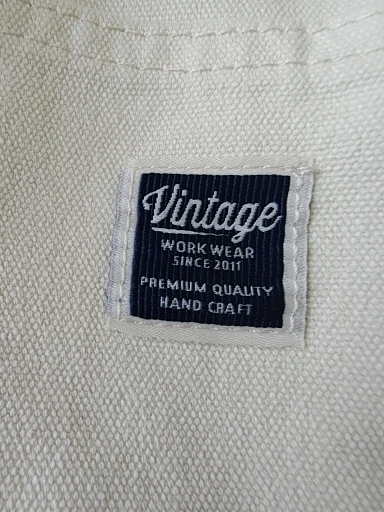 Vintage
WORK WEAR
SINCE 2011
PREMIUM QUALITY
HAND CRAFT